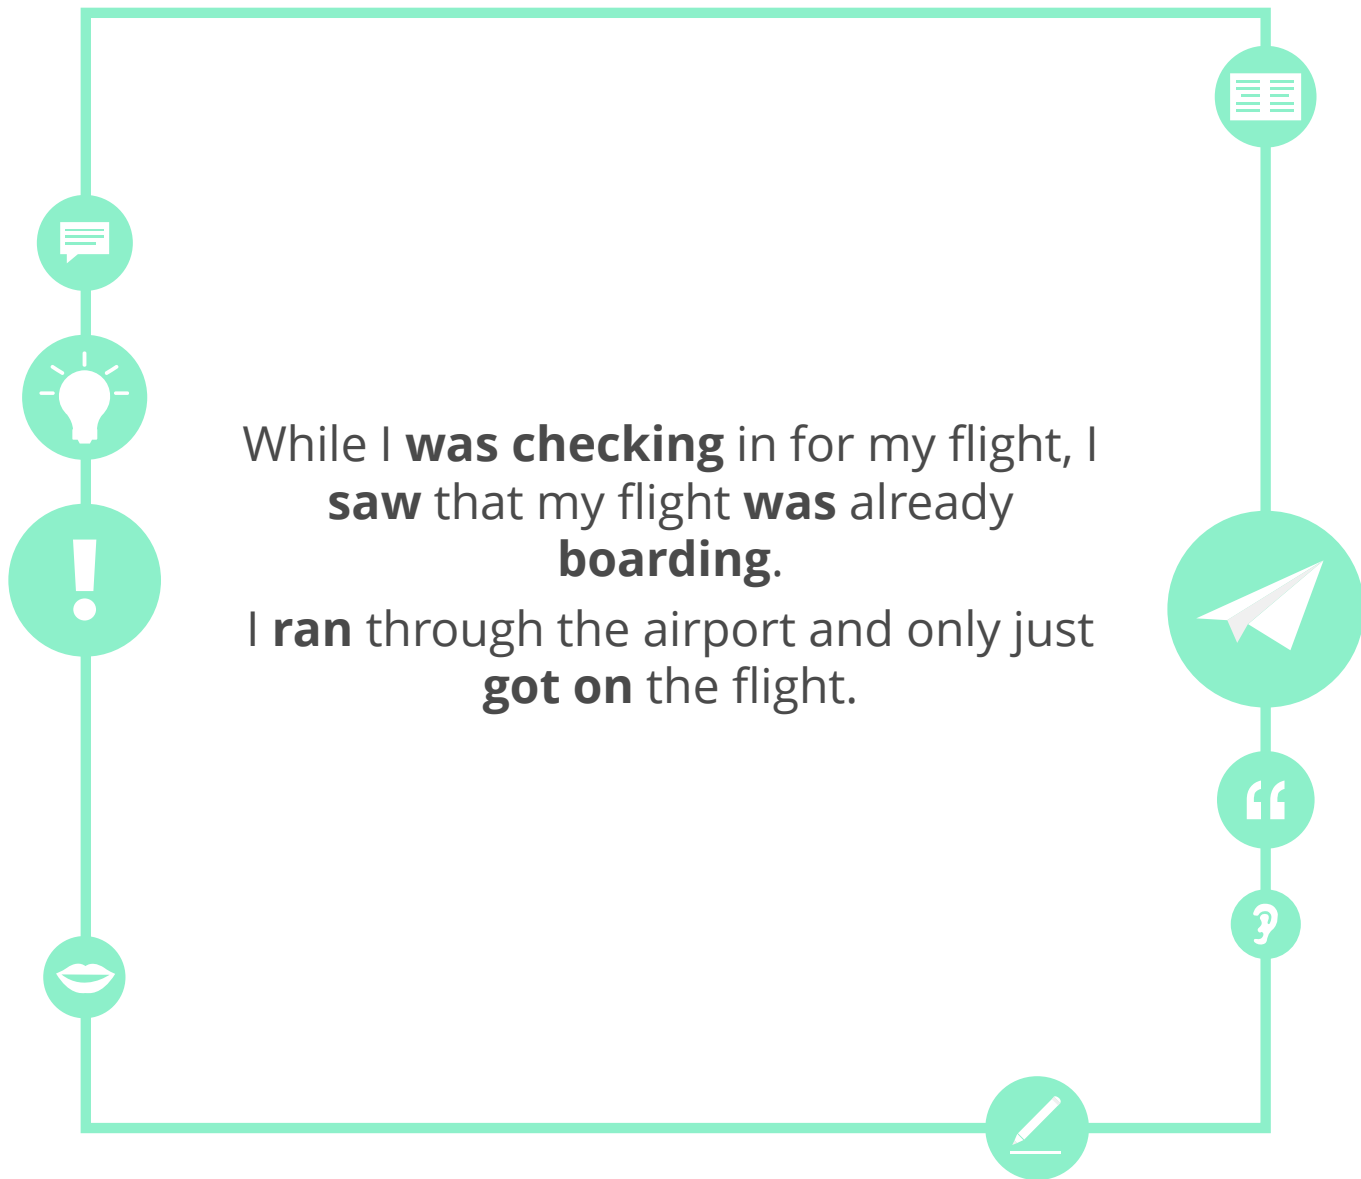 While I was checking in for my flight, I
saw that my flight was already
boarding.
I ran through the airport and only just
got on the flight.